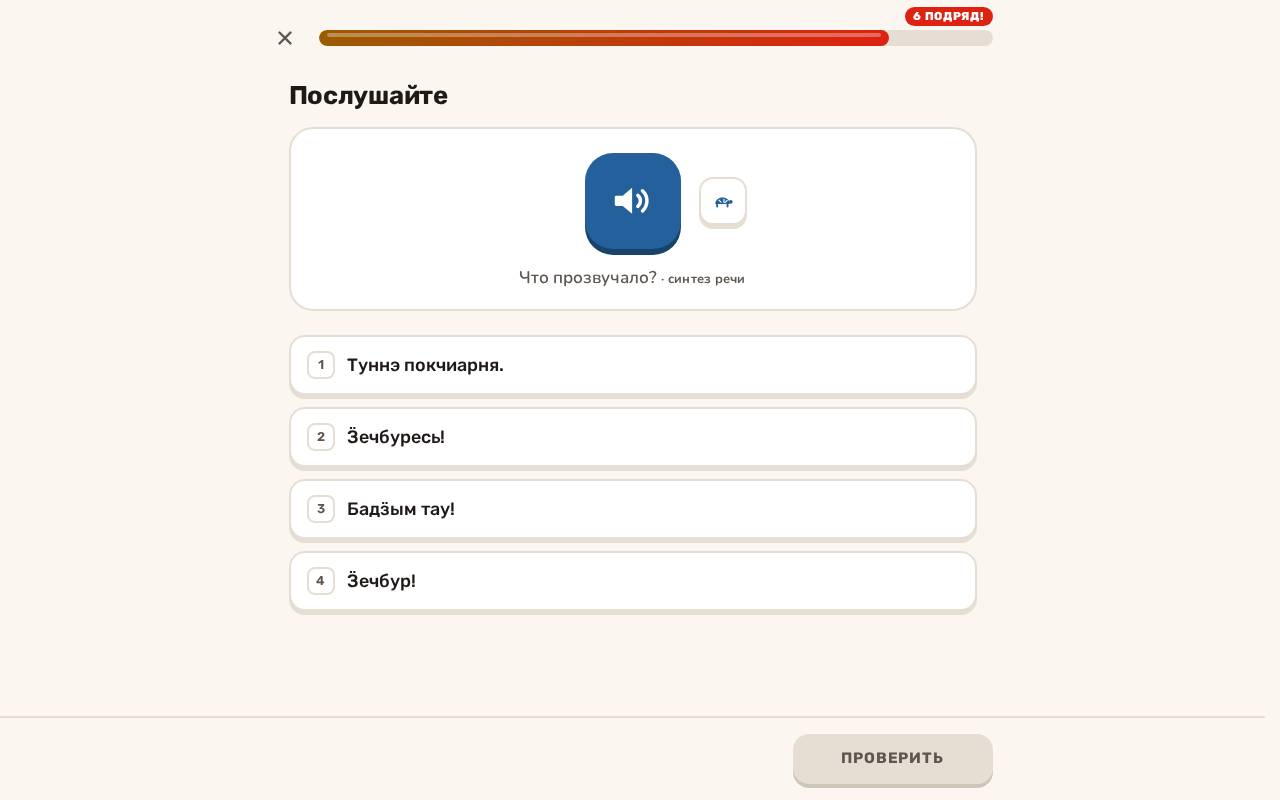 6 ПОДРЯД!
Послушайте
Что прозвучало? · синтез речи
1 Туннэ покчиарня.
2 Ӟечбуресь!
3 Бадӟым тау!
4 Ӟечбур!
ПРОВЕРИТЬ